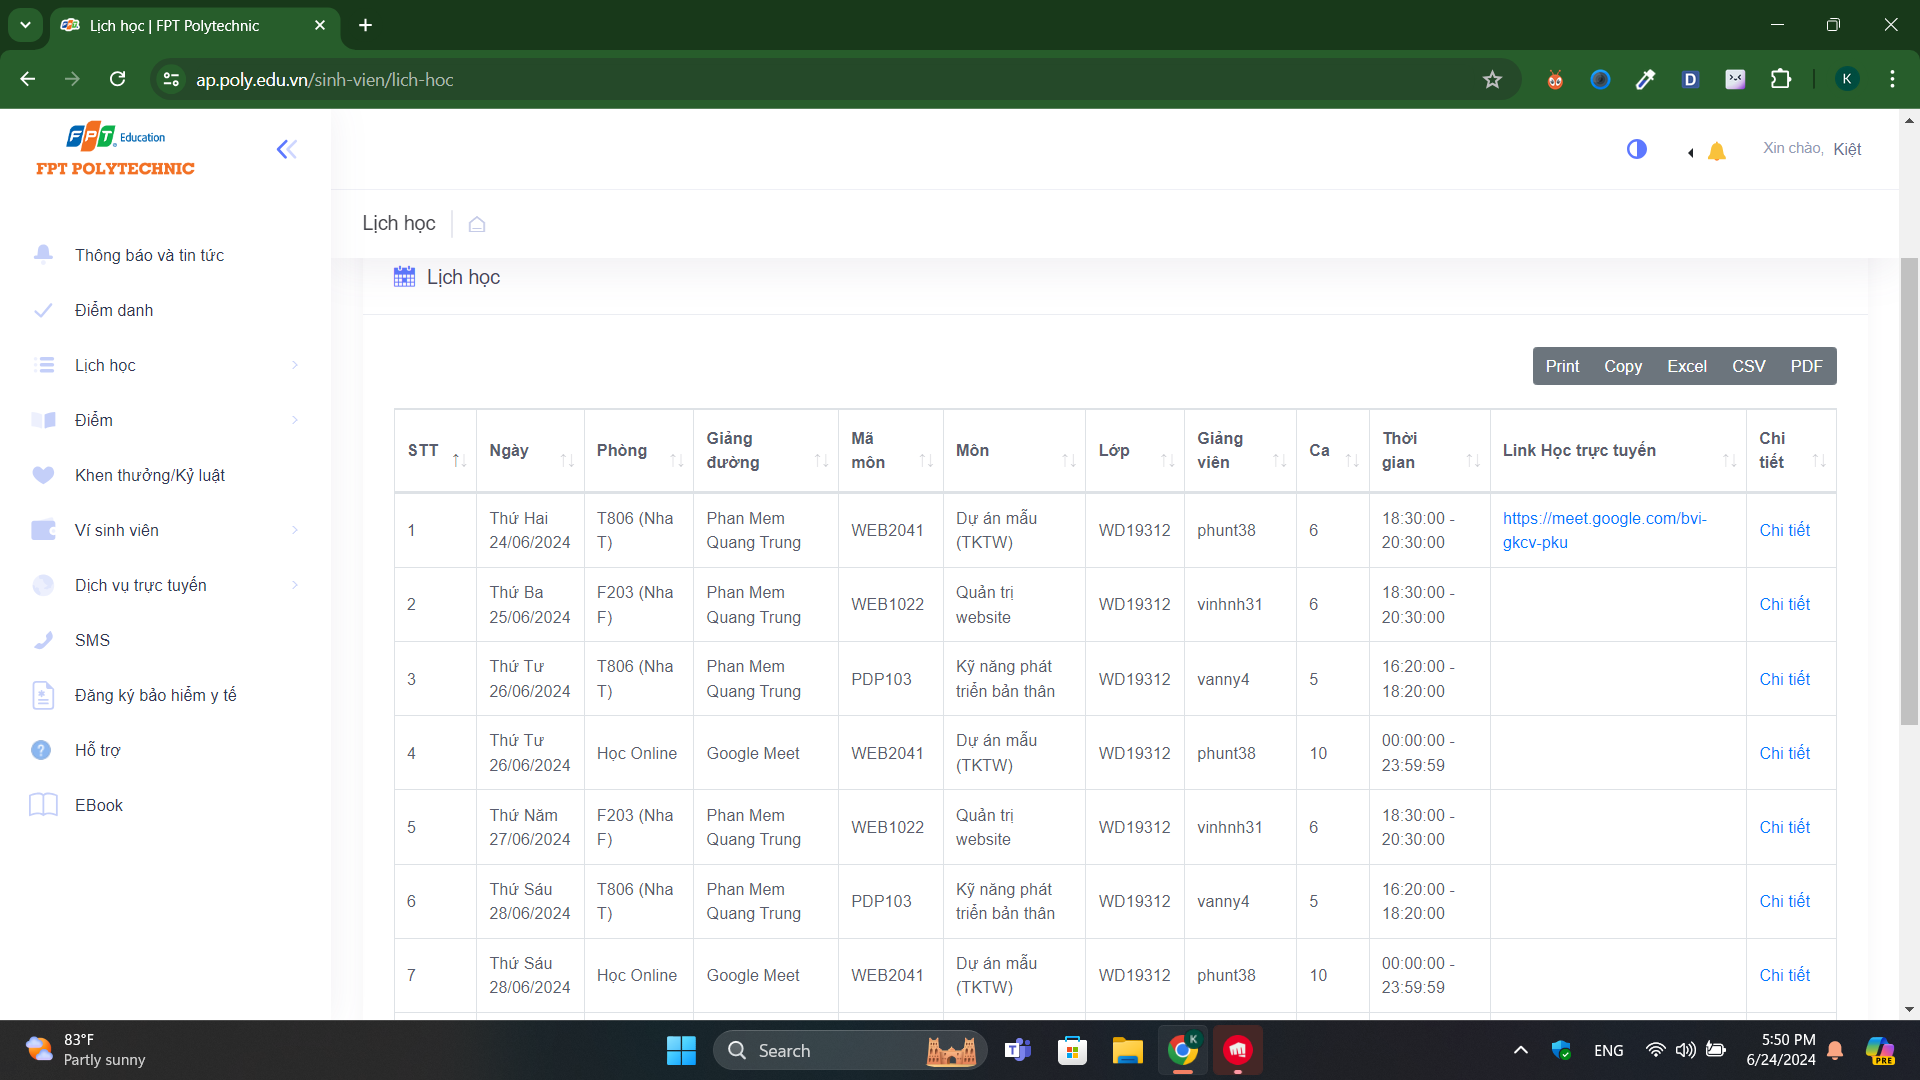 Lịch học | FPT Polytechnic
ap.poly.edu.vn/sinh-vien/lich-hoc
D
K
FPT Education
FPT POLYTECHNIC
Xin chào, Kiệt
Lịch học
Thông báo và tin tức
Điểm danh
Lịch học
Điểm
Khen thưởng/Kỷ luật
Ví sinh viên
Dịch vụ trực tuyến
SMS
Đăng ký bảo hiểm y tế
Hỗ trợ
EBook
Lịch học
Print Copy Excel CSV PDF
STT
Ngày
Phòng
Giảng
đường
Mã
môn
Môn
Lớp
Giảng
viên
Ca
Thời
gian
Link Học trực tuyến
Chi
tiết
1
Thứ Hai
24/06/2024
T806 (Nha
T)
Phan Mem
Quang Trung
WEB2041
Dự án mẫu
(TKTW)
WD19312
phunt38
6
18:30:00 -
20:30:00
https://meet.google.com/bvi-
gkcv-pku
Chi tiết
2
Thứ Ba
25/06/2024
F203 (Nha
F)
Phan Mem
Quang Trung
WEB1022
Quản trị
website
WD19312
vinhnh31
6
18:30:00 -
20:30:00
Chi tiết
3
Thứ Tư
26/06/2024
T806 (Nha
T)
Phan Mem
Quang Trung
PDP103
Kỹ năng phát
triển bản thân
WD19312
vanny4
5
16:20:00 -
18:20:00
Chi tiết
4
Thứ Tư
26/06/2024
Học Online
Google Meet
WEB2041
Dự án mẫu
(TKTW)
WD19312
phunt38
10
00:00:00 -
23:59:59
Chi tiết
5
Thứ Năm
27/06/2024
F203 (Nha
F)
Phan Mem
Quang Trung
WEB1022
Quản trị
website
WD19312
vinhnh31
6
18:30:00 -
20:30:00
Chi tiết
6
Thứ Sáu
28/06/2024
T806 (Nha
T)
Phan Mem
Quang Trung
PDP103
Kỹ năng phát
triển bản thân
WD19312
vanny4
5
16:20:00 -
18:20:00
Chi tiết
7
Thứ Sáu
28/06/2024
Học Online
Google Meet
WEB2041
Dự án mẫu
(TKTW)
WD19312
phunt38
10
00:00:00 -
23:59:59
Chi tiết
83°F
Partly sunny
Search
K
ENG
5:50 PM
6/24/2024
PRE